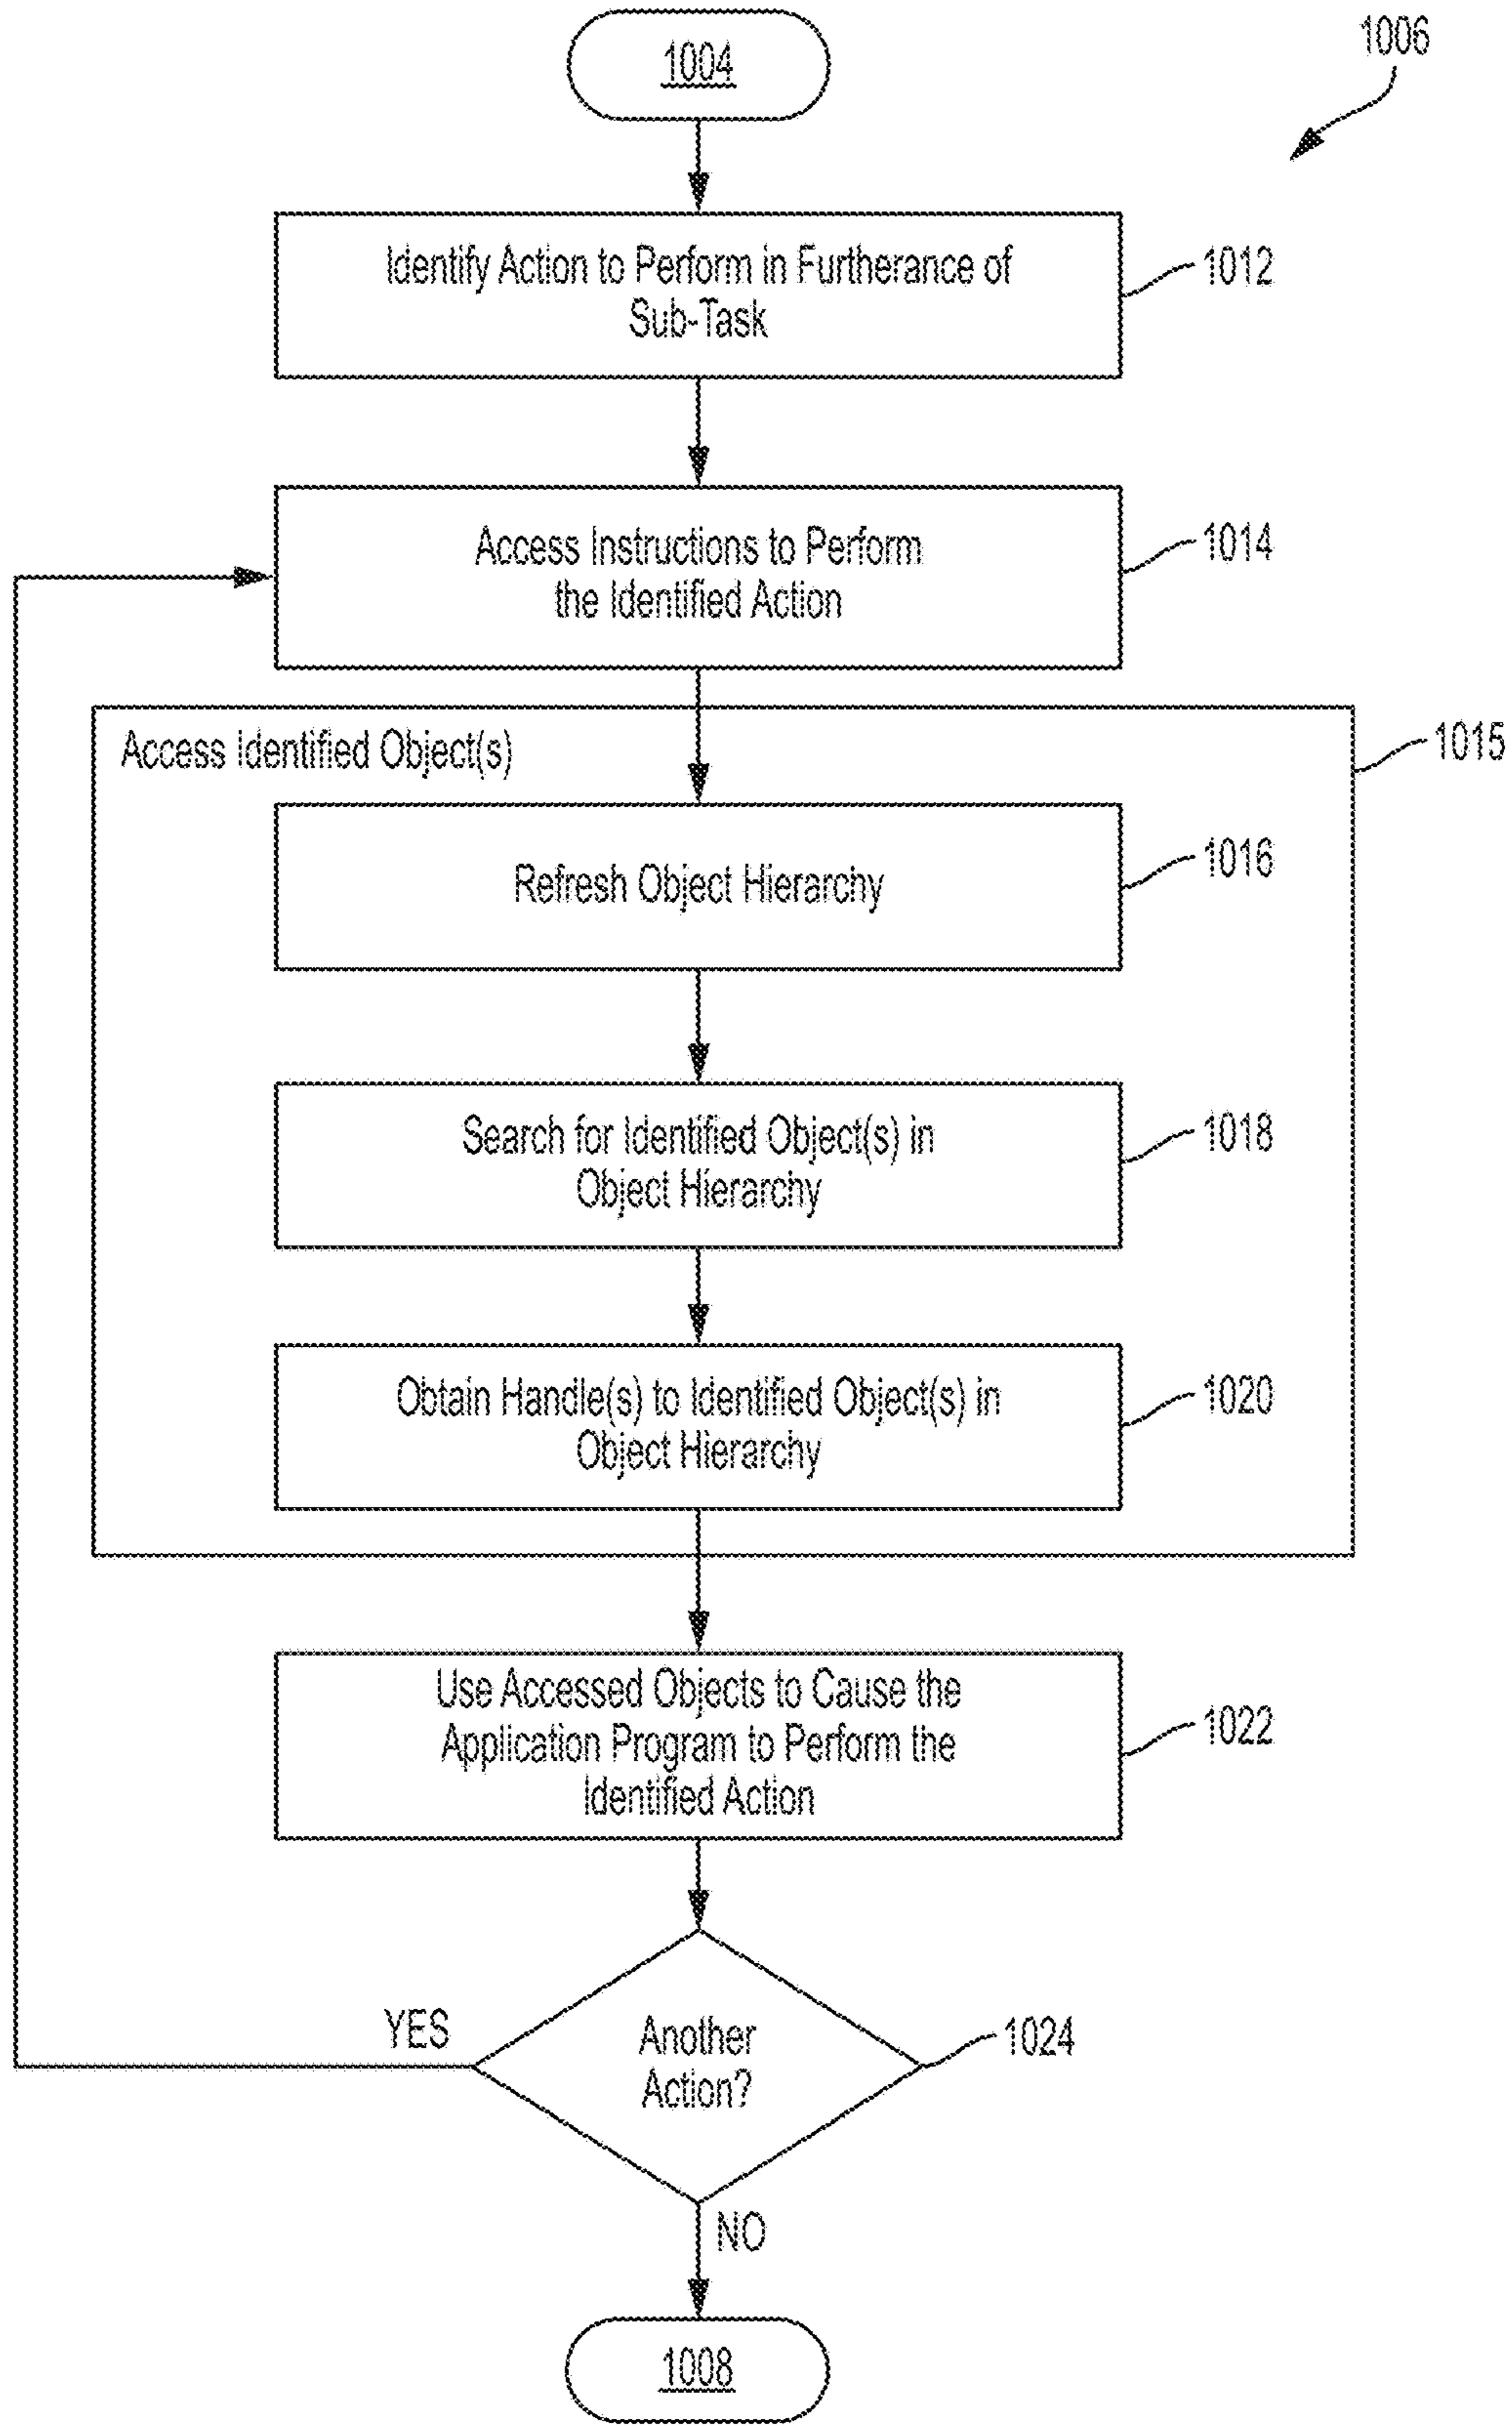 1004
1006
Identify Action to Perform in Furtherance of
Sub-Task
1012
Access Instructions to Perform
the Identified Action
1014
Access Identified Object(s)
1015
Refresh Object Hierarchy
1016
Search for Identified Object(s) in
Object Hierarchy
1018
Obtain Handle(s) to Identified Object(s) in
Object Hierarchy
1020
Use Accessed Objects to Cause the
Application Program to Perform the
Identified Action
1022
YES
Another
Action?
1024
NO
1008